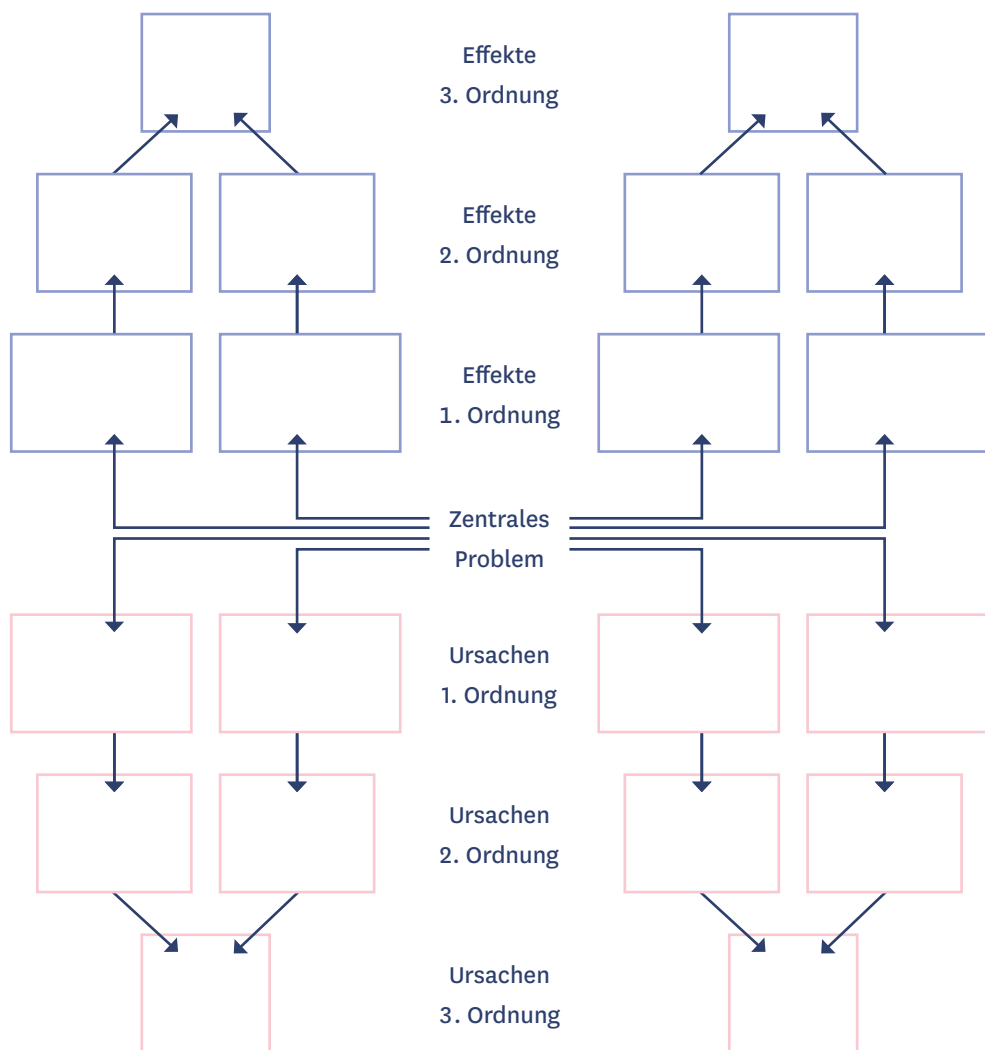 Effekte
3. Ordnung
Effekte
2. Ordnung
Effekte
1. Ordnung
Zentrales
Problem
Ursachen
1. Ordnung
Ursachen
2. Ordnung
Ursachen
3. Ordnung